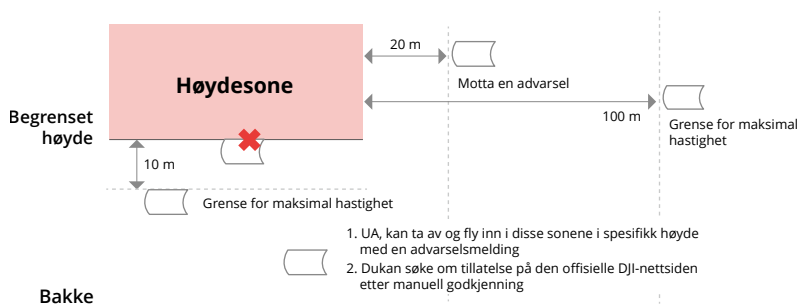 20 m
Høydesone
Motta en advarsel
Begrenset
høyde
100 m
Grense for maksimal
hastighet
10 m
Grense for maksimal hastighet
1. UA, kan ta av og fly inn i disse sonene i spesifikk høyde
med en advarselsmelding
2. Dukan søke om tillatelse på den offisielle DJI-nettsiden
etter manuell godkjenning
Bakke